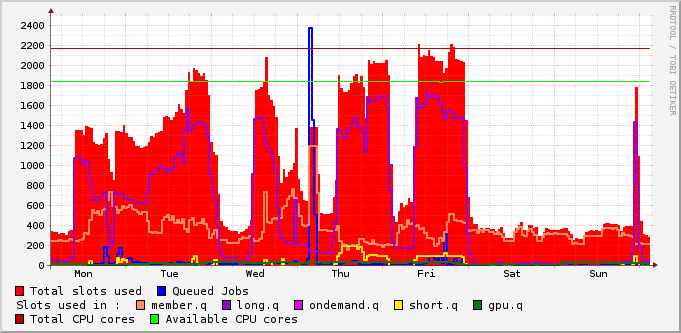 RRDTOOL / TOBI OETIKER
2400
2200
2000
1800
1600
1400
1200
1000
800
600
400
200
0
Mon Tue Wed Thu Fri Sat Sun
Total slots used Queued Jobs
Slots used in : member.q long.q ondemand.q short.q gpu.q
Total CPU cores Available CPU cores